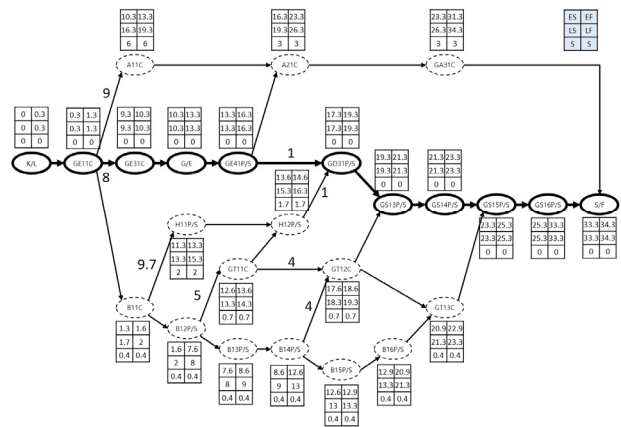 10.3 13.3
16.3 19.3
6 6
A11C
16.3 23.3
19.3 26.3
3 3
A21C
23.3 31.3
26.3 34.3
3 3
GA31C
ES EF
LS LF
S S
9
0 0.3
0 0.3
0 0
K/L
0.3 1.3
0.3 1.3
0 0
GE11C
9.3 10.3
9.3 10.3
0 0
GE31C
10.3 13.3
10.3 13.3
0 0
G/E
13.3 16.3
13.3 16.3
0 0
GE41P/S
1
17.3 19.3
17.3 19.3
0 0
GD31P/S
8
13.6 14.6
15.3 16.3
1.7 1.7
1
19.3 21.3
19.3 21.3
0 0
GS13P/S
21.3 23.3
21.3 23.3
0 0
GS14P/S
GS15P/S
23.3 25.3
23.3 25.3
0 0
GS16P/S
25.3 33.3
25.3 33.3
0 0
S/F
33.3 34.3
33.3 34.3
0 0
H11P/S
11.3 13.3
13.3 15.3
2 2
H12P/S
9.7
GT11C
12.6 13.6
13.3 14.3
0.7 0.7
4
GT12C
17.6 18.6
18.3 19.3
0.7 0.7
5
4
B11C
1.3 1.6
1.7 2
0.4 0.4
B12P/S
1.6 7.6
2 8
0.4 0.4
B13P/S
7.6 8.6
8 9
0.4 0.4
B14P/S
8.6 12.6
9 13
0.4 0.4
B15P/S
12.6 12.9
13 13.3
0.4 0.4
B16P/S
12.9 20.9
13.3 21.3
0.4 0.4
GT13C
20.9 22.9
21.3 23.3
0.4 0.4